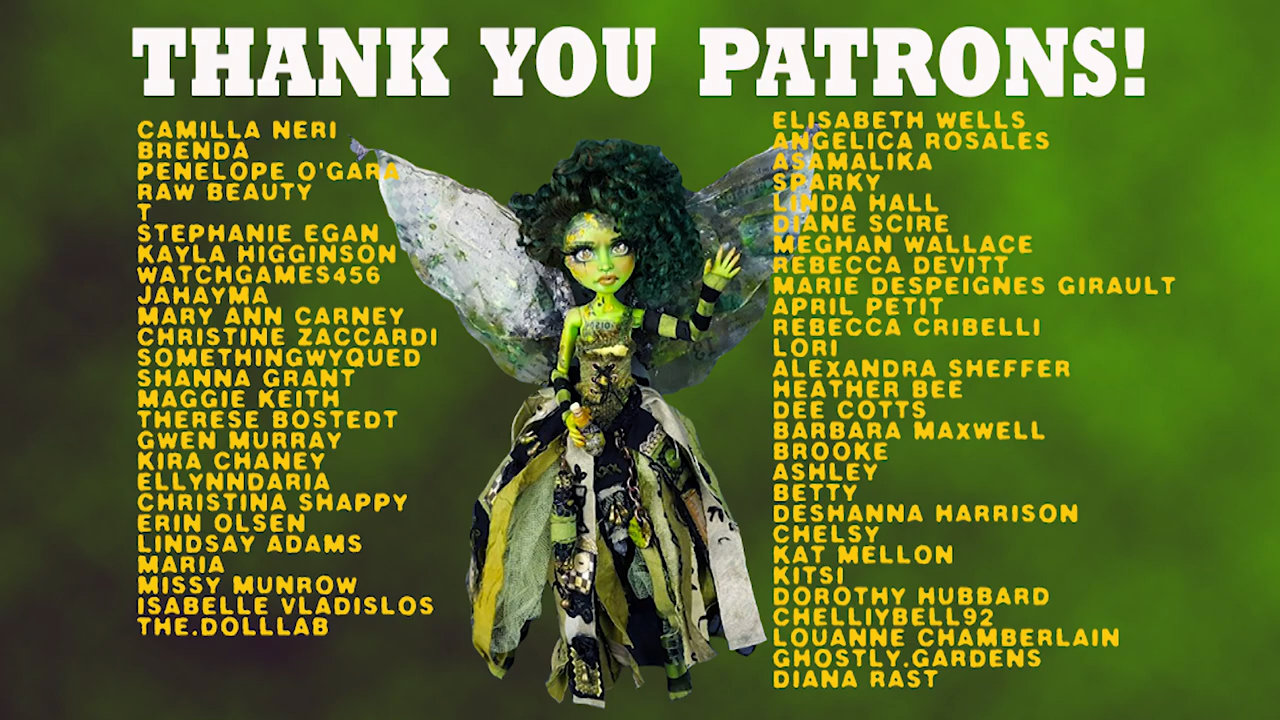 THANK YOU PATRONS!
CAMILLA NERI
BRENDA
PENELOPE O'GARA
RAW BEAUTY
T
STEPHANIE EGAN
KAYLA HIGGINSON
WATCHGAMES456
JAHAYMA
MARY ANN CARNEY
CHRISTINE ZACCARDI
SOMETHINGWYQUED
SHANNA GRANT
MAGGIE KEITH
THERESE BOSTEDT
GWEN MURRAY
KIRA CHANEY
ELLYNNDARIA
CHRISTINA SHAPPY
ERIN OLSEN
LINDSAY ADAMS
MARIA
MISSY MUNROW
ISABELLE VLADISLOS
THE.DOLLLAB
ELISABETH WELLS
ANGELICA ROSALES
ASAMALIKA
SPARKY
LINDA HALL
DIANE SCIRE
MEGHAN WALLACE
REBECCA DEVITT
MARIE DESPEIGNES GIRAULT
APRIL PETIT
REBECCA CRIBELLI
LORI
ALEXANDRA SHEFFER
HEATHER BEE
DEE COTTS
BARBARA MAXWELL
BROOKE
ASHLEY
BETTY
DESHANNA HARRISON
CHELSY
KAT MELLON
KITSI
DOROTHY HUBBARD
CHELLIYBELL92
LOUANNE CHAMBERLAIN
GHOSTLY.GARDENS
DIANA RAST